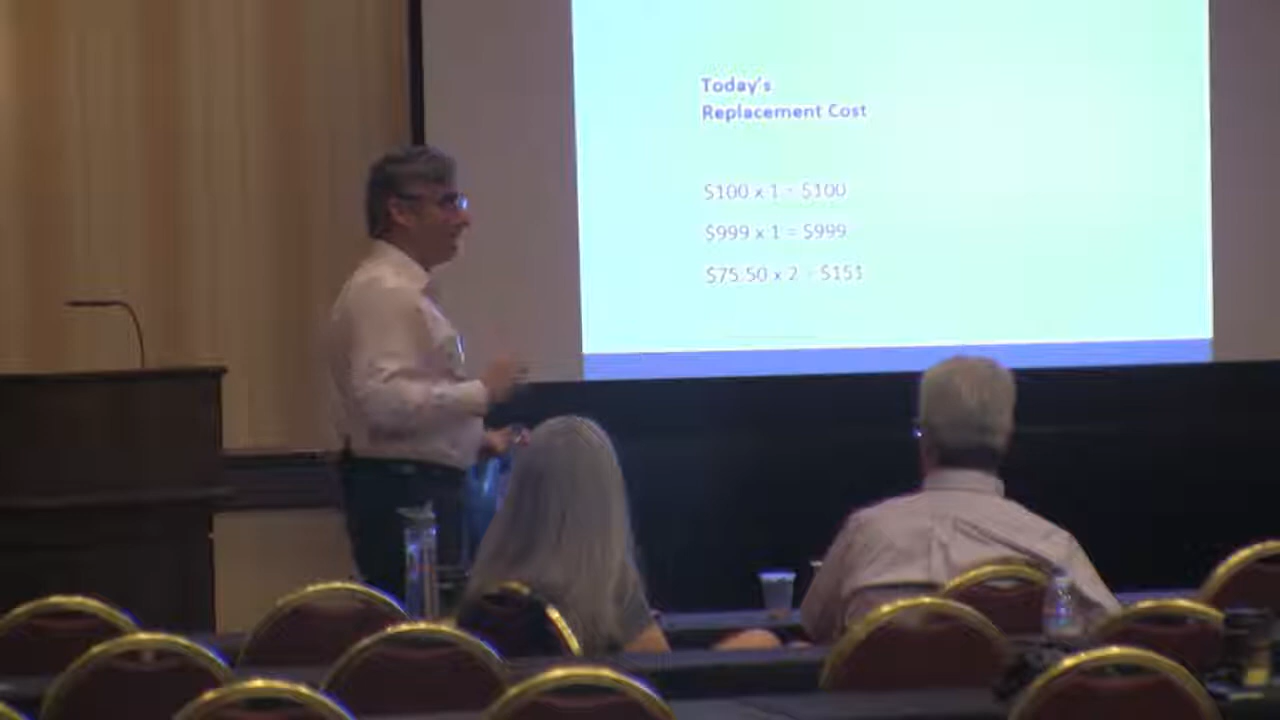 Today's
Replacement Cost
$100 x 1 = $100
$999 x 1 = $999
$75.50 x 2 = $151